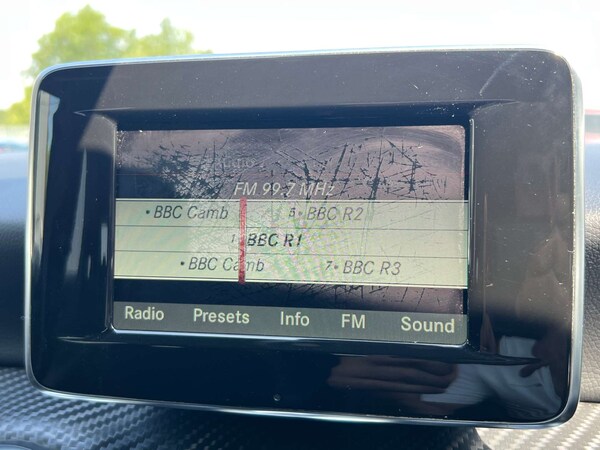 FM 99.7 MHz
• BBC Camb 5• BBC R2
1• BBC R1
• BBC Camb 7• BBC R3
Radio Presets Info FM Sound